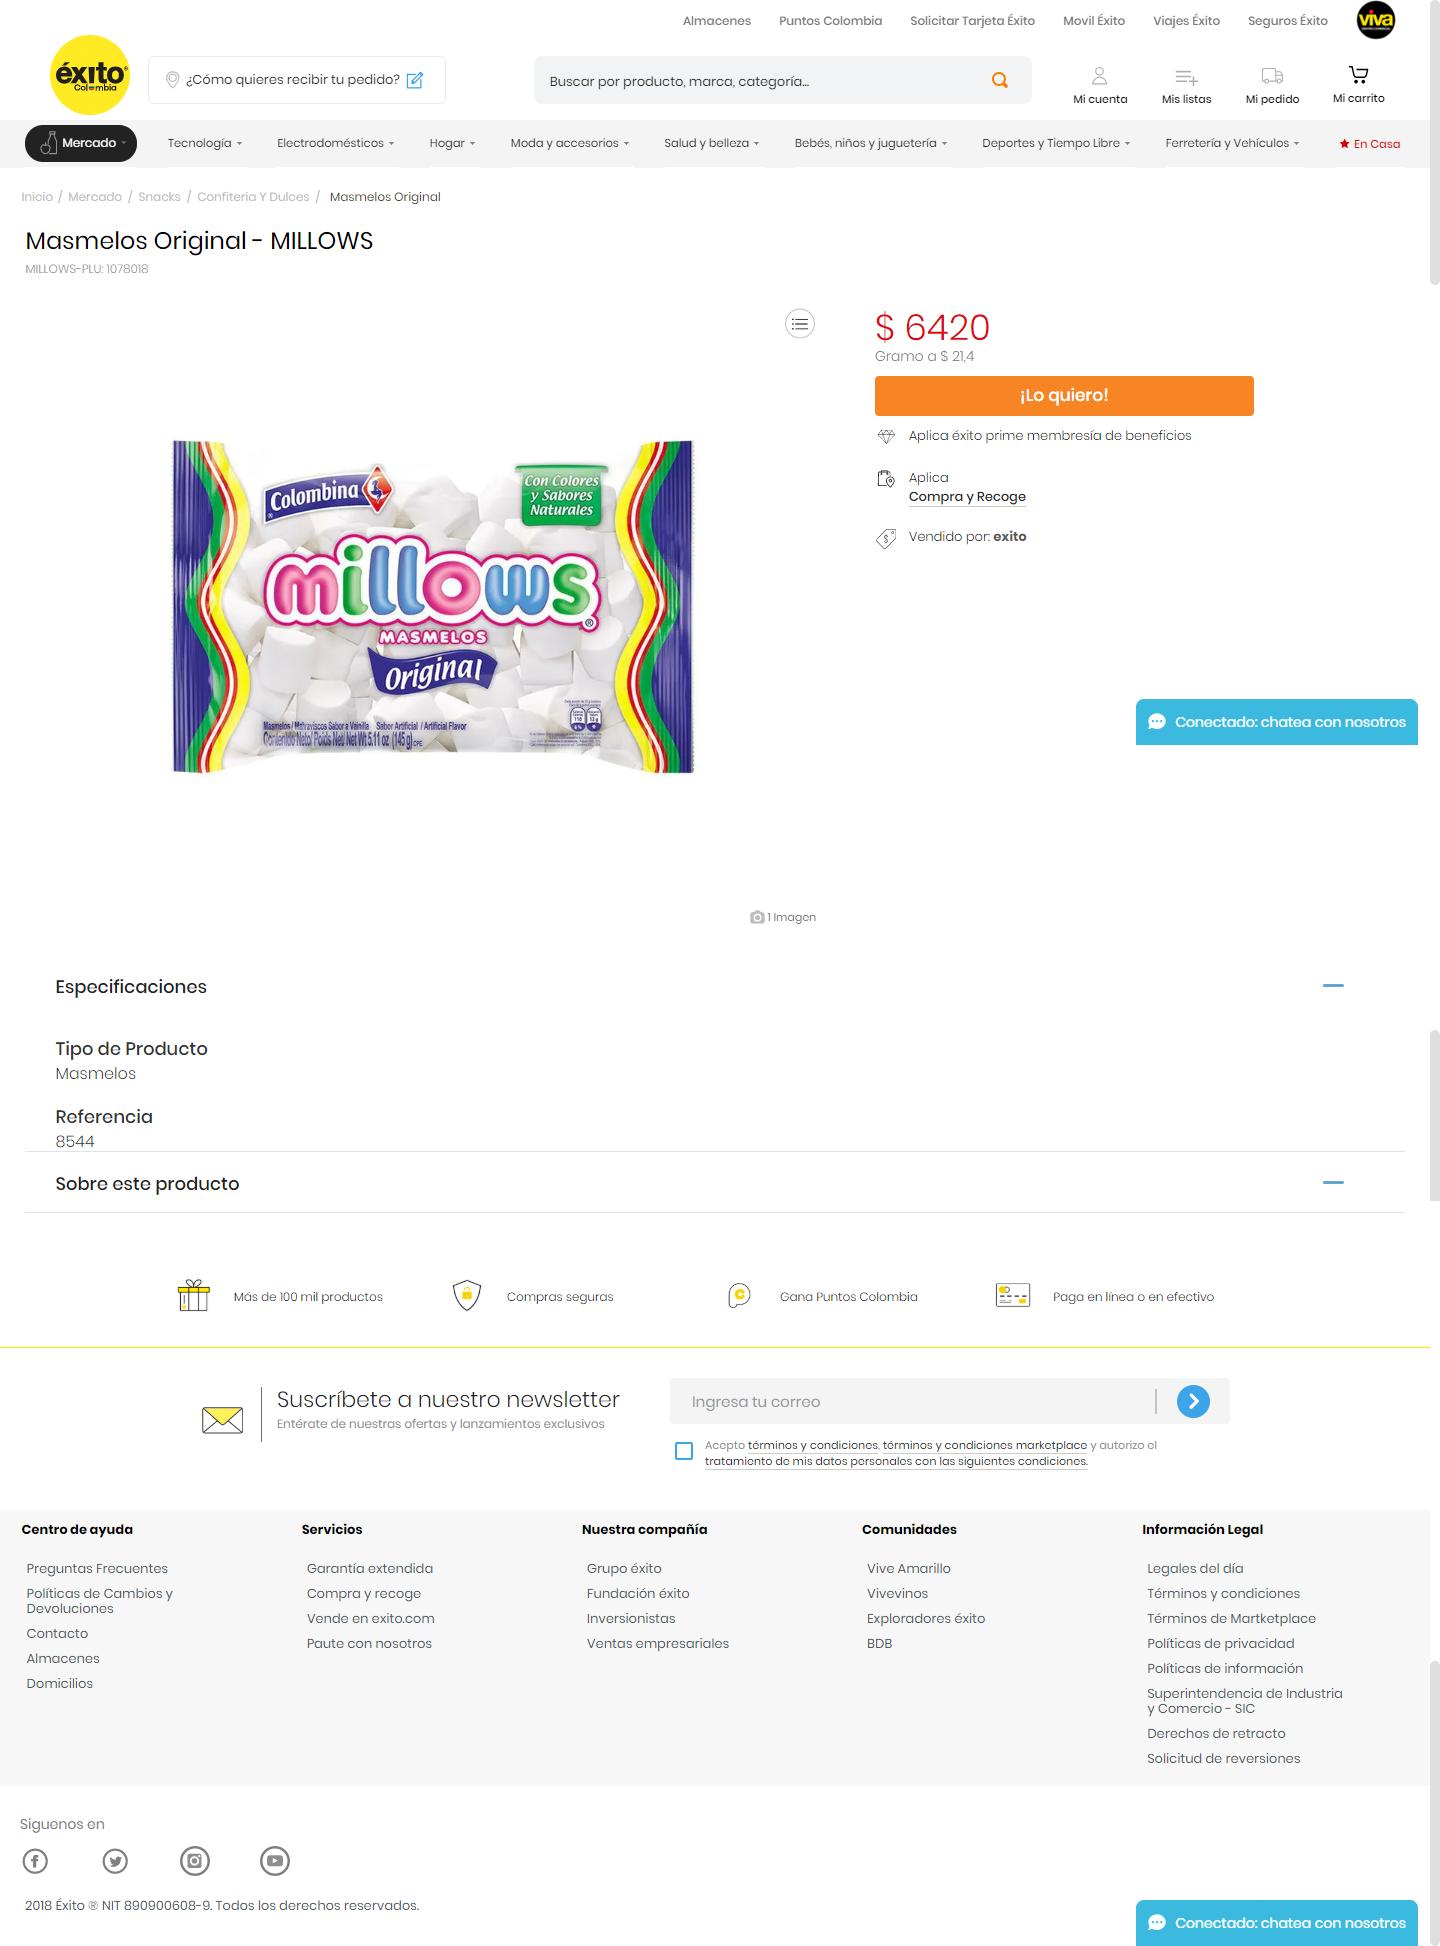 Almacenes Puntos Colombia Solicitar Tarjeta Éxito Movil Éxito Viajes Éxito Seguros Éxito viva
éxito
Colombia
¿Cómo quieres recibir tu pedido?
Buscar por producto, marca, categoría...
Mi cuenta Mis listas Mi pedido Mi carrito
Mercado Tecnología Electrodomésticos Hogar Moda y accesorios Salud y belleza Bebés, niños y juguetería Deportes y Tiempo Libre Ferretería y Vehículos En Casa
Inicio / Mercado / Snacks / Confiteria Y Dulces / Masmelos Original
Masmelos Original - MILLOWS
MILLOWS-PLU: 1078018
Colombina
®
Con Colores
y Sabores
Naturales
millows
®
MASMELOS
Original
Masmelos / Malvaviscos Sabor a Vainilla Sabor Artificial / Artificial Flavor
Contenido Neto/ Poids Net/ Net Wt 5.11 oz (145 g) CPE
1 Imagen
$ 6420
Gramo a $ 21,4
¡Lo quiero!
Aplica éxito prime membresía de beneficios
Aplica
Compra y Recoge
Vendido por: exito
Conectado: chatea con nosotros
Especificaciones
Tipo de Producto
Masmelos
Referencia
8544
Sobre este producto
Más de 100 mil productos Compras seguras Gana Puntos Colombia Paga en línea o en efectivo
Suscríbete a nuestro newsletter
Entérate de nuestras ofertas y lanzamientos exclusivos
Ingresa tu correo
Acepto términos y condiciones, términos y condiciones marketplace y autorizo el
tratamiento de mis datos personales con las siguientes condiciones.
Centro de ayuda
Preguntas Frecuentes
Políticas de Cambios y
Devoluciones
Contacto
Almacenes
Domicilios
Servicios
Garantía extendida
Compra y recoge
Vende en exito.com
Paute con nosotros
Nuestra compañía
Grupo éxito
Fundación éxito
Inversionistas
Ventas empresariales
Comunidades
Vive Amarillo
Vivevinos
Exploradores éxito
BDB
Información Legal
Legales del día
Términos y condiciones
Términos de Martketplace
Políticas de privacidad
Políticas de información
Superintendencia de Industria
y Comercio - SIC
Derechos de retracto
Solicitud de reversiones
Siguenos en
2018 Éxito ® NIT 890900608-9. Todos los derechos reservados.
Conectado: chatea con nosotros